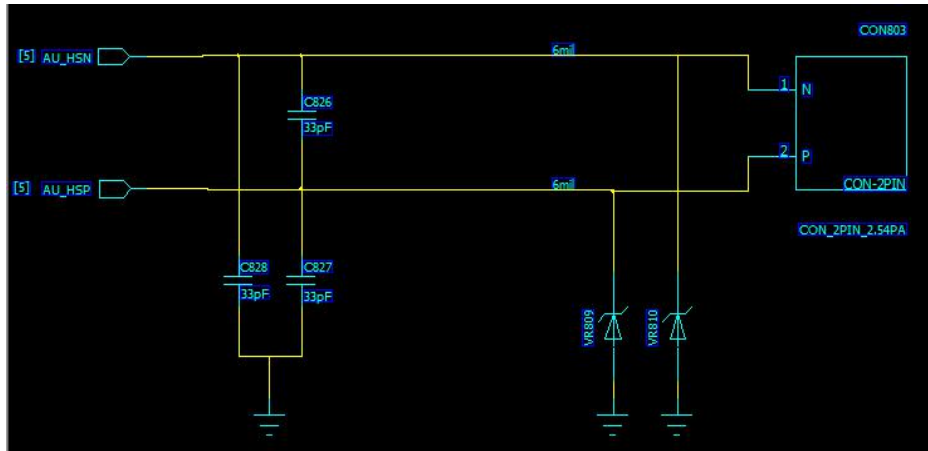 CON803
[5] AU_HSN
6mil
1 N
C826
33pF
2 P
[5] AU_HSP
6mil
CON-2PIN
CON_2PIN_2.54PA
C828
C827
33pF
33pF
VR809
VR810